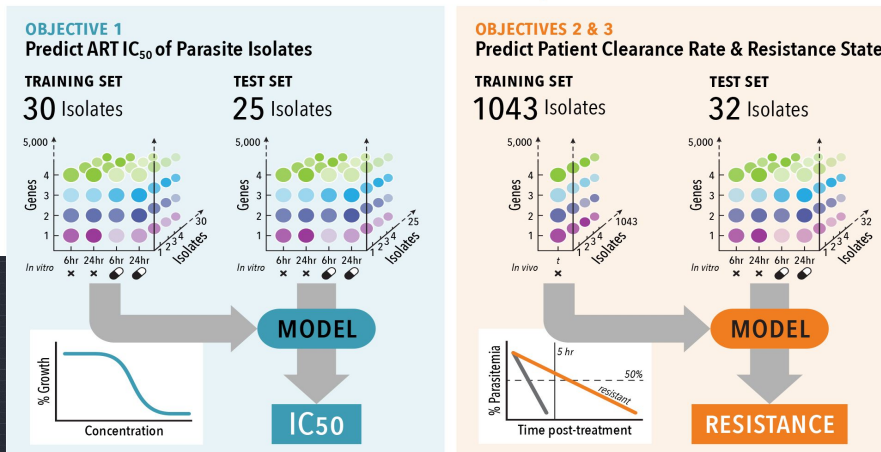 OBJECTIVE 1
Predict ART IC50 of Parasite Isolates
TRAINING SET
30 Isolates
TEST SET
25 Isolates
5,000
4
3
2
1
Genes
30
1 2 3 4
Isolates
6hr 24hr 6hr 24hr
In vitro × ×
5,000
4
3
2
1
Genes
25
1 2 3 4
Isolates
6hr 24hr 6hr 24hr
In vitro × ×
MODEL
% Growth
Concentration
IC50
OBJECTIVES 2 & 3
Predict Patient Clearance Rate & Resistance State
TRAINING SET
1043 Isolates
TEST SET
32 Isolates
5,000
4
3
2
1
Genes
1043
1 2 3 4
Isolates
t
In vivo ×
5,000
4
3
2
1
Genes
32
1 2 3 4
Isolates
6hr 24hr 6hr 24hr
In vitro × ×
MODEL
% Parasitemia
5 hr
50%
resistant
Time post-treatment
RESISTANCE